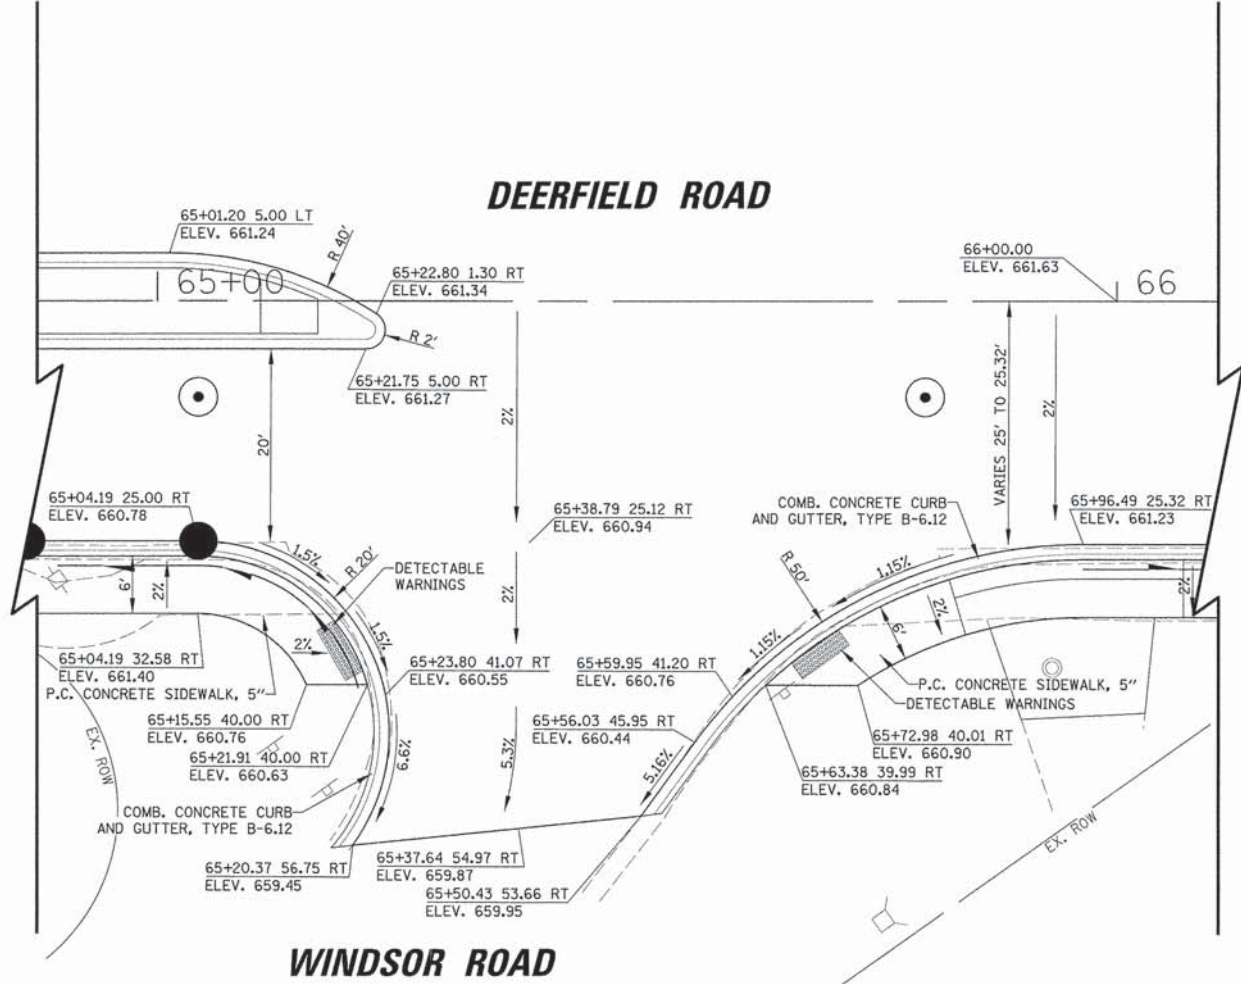 DEERFIELD ROAD
65+01.20 5.00 LT
ELEV. 661.24
R 40'
65+00
65+22.80 1.30 RT
ELEV. 661.34
66+00.00
ELEV. 661.63
66
R 2'
65+21.75 5.00 RT
ELEV. 661.27
20'
2%
VARIES 25' TO 25.32'
2%
65+04.19 25.00 RT
ELEV. 660.78
65+38.79 25.12 RT
ELEV. 660.94
COMB. CONCRETE CURB
AND GUTTER, TYPE B-6.12
65+96.49 25.32 RT
ELEV. 661.23
1.5%
R 20'
DETECTABLE
WARNINGS
R 50'
1.15%
6'
2%
2%
2%
6'
2%
1.5%
2%
1.15%
65+04.19 32.58 RT
ELEV. 661.40
P.C. CONCRETE SIDEWALK, 5"
65+23.80 41.07 RT
ELEV. 660.55
65+59.95 41.20 RT
ELEV. 660.76
P.C. CONCRETE SIDEWALK, 5"
DETECTABLE WARNINGS
65+15.55 40.00 RT
ELEV. 660.76
65+56.03 45.95 RT
ELEV. 660.44
65+72.98 40.01 RT
ELEV. 660.90
EX. ROW
65+21.91 40.00 RT
ELEV. 660.63
6.6%
5.3%
5.16%
65+63.38 39.99 RT
ELEV. 660.84
COMB. CONCRETE CURB
AND GUTTER, TYPE B-6.12
EX. ROW
65+20.37 56.75 RT
ELEV. 659.45
65+37.64 54.97 RT
ELEV. 659.87
65+50.43 53.66 RT
ELEV. 659.95
WINDSOR ROAD